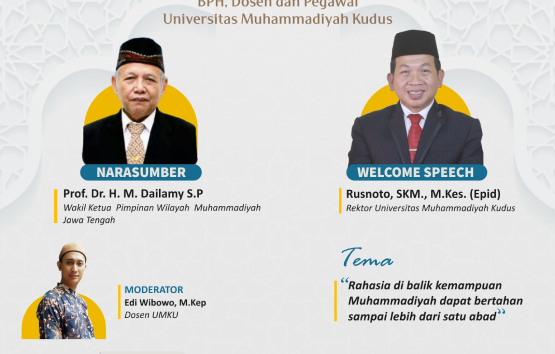 BPH, Dosen dan Pegawai
Universitas Muhammadiyah Kudus
NARASUMBER
Prof. Dr. H. M. Dailamy S.P
Wakil Ketua Pimpinan Wilayah Muhammadiyah
Jawa Tengah
WELCOME SPEECH
Rusnoto, SKM., M.Kes. (Epid)
Rektor Universitas Muhammadiyah Kudus
MODERATOR
Edi Wibowo, M.Kep
Dosen UMKU
Tema
“Rahasia di balik kemampuan
Muhammadiyah dapat bertahan
sampai lebih dari satu abad”